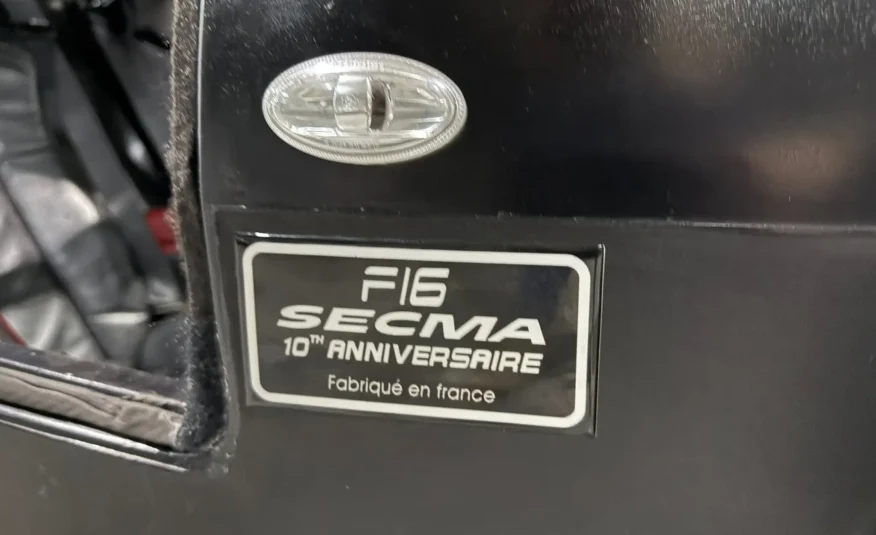 F16
SECMA
10TH ANNIVERSAIRE
Fabriqué en france